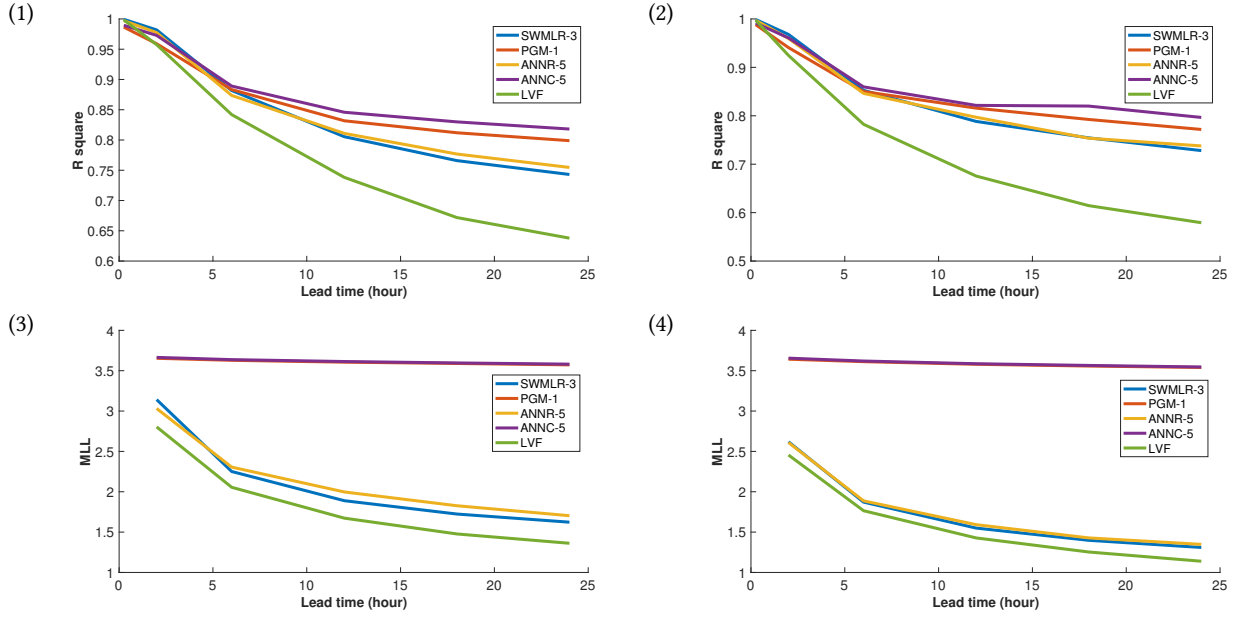 (1)
1
0.95
0.9
0.85
0.8
0.75
0.7
0.65
0.6
R square
0 5 10 15 20 25
Lead time (hour)
SWMLR-3
PGM-1
ANNR-5
ANNC-5
LVF
(2)
1
0.9
0.8
0.7
0.6
0.5
R square
0 5 10 15 20 25
Lead time (hour)
SWMLR-3
PGM-1
ANNR-5
ANNC-5
LVF
(3)
4
3.5
3
2.5
2
1.5
1
MLL
0 5 10 15 20 25
Lead time (hour)
SWMLR-3
PGM-1
ANNR-5
ANNC-5
LVF
(4)
4
3.5
3
2.5
2
1.5
1
MLL
0 5 10 15 20 25
Lead time (hour)
SWMLR-3
PGM-1
ANNR-5
ANNC-5
LVF